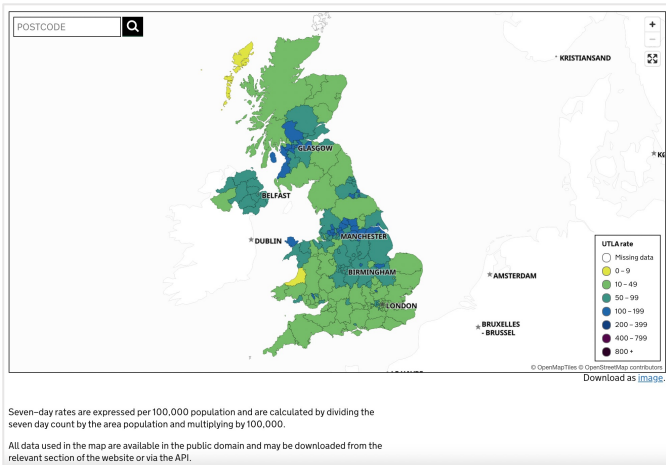 POSTCODE
KRISTIANSAND
GLASGOW
BELFAST
DUBLIN
MANCHESTER
BIRMINGHAM
AMSTERDAM
LONDON
BRUXELLES
- BRUSSEL
UTLA rate
Missing data
0 – 9
10 – 49
50 – 99
100 – 199
200 – 399
400 – 799
800 +
© OpenMapTiles © OpenStreetMap contributors
Download as image.
Seven–day rates are expressed per 100,000 population and are calculated by dividing the
seven day count by the area population and multiplying by 100,000.
All data used in the map are available in the public domain and may be downloaded from the
relevant section of the website or via the API.